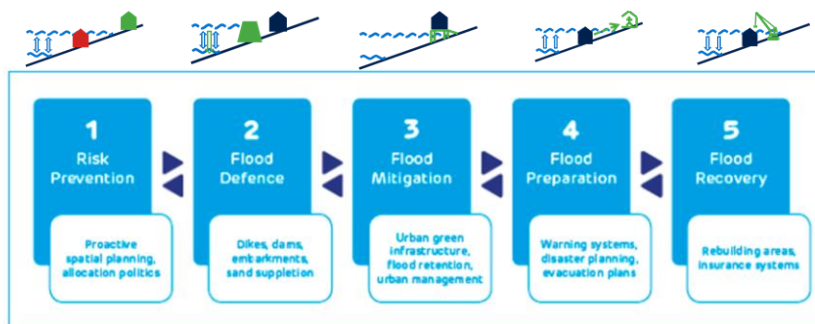 1
Risk
Prevention
Proactive
spatial planning,
allocation politics
2
Flood
Defence
Dikes, dams,
embarkments,
sand suppletion
3
Flood
Mitigation
Urban green
infrastructure,
flood retention,
urban management
4
Flood
Preparation
Warning systems,
disaster planning,
evacuation plans
5
Flood
Recovery
Rebuilding areas,
insurance systems